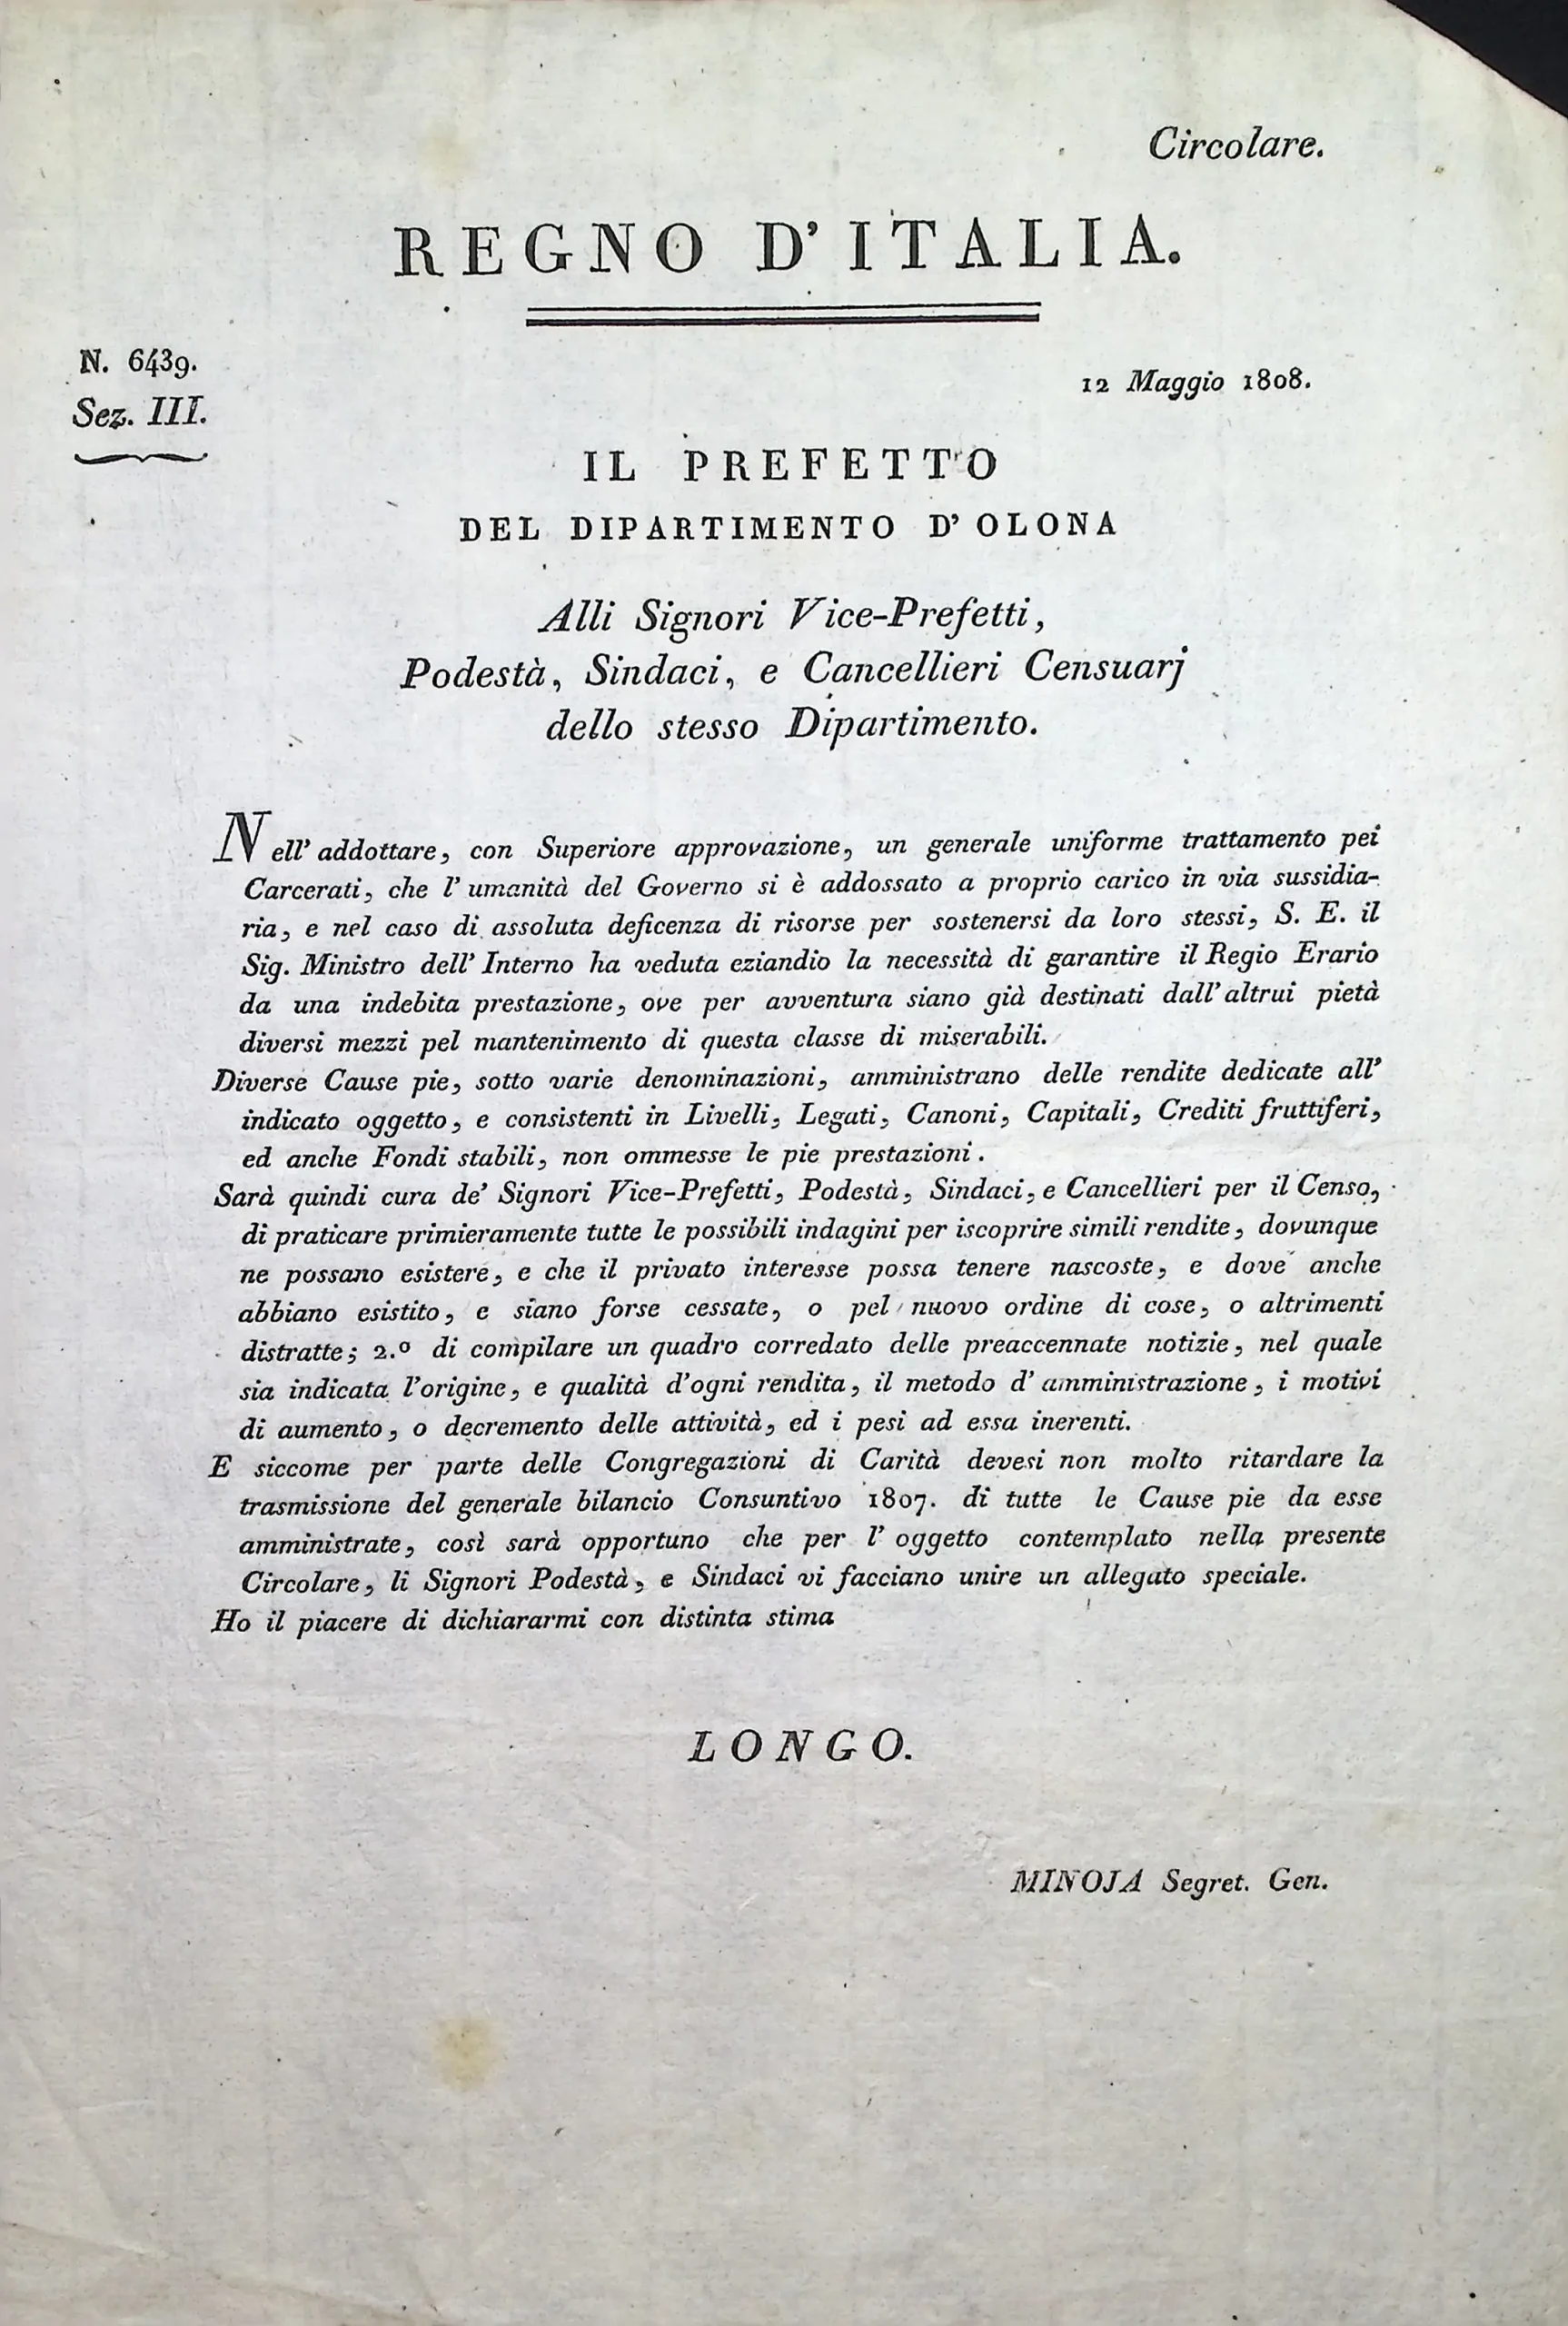 Circolare.
REGNO D'ITALIA.
N. 6439.
Sez. III.
12 Maggio 1808.
IL PREFETTO
DEL DIPARTIMENTO D' OLONA
Alli Signori Vice-Prefetti,
Podestà, Sindaci, e Cancellieri Censuarj
dello stesso Dipartimento.
Nell' addottare, con Superiore approvazione, un generale uniforme trattamento pei
Carcerati, che l' umanità del Governo si è addossato a proprio carico in via sussidia-
ria, e nel caso di assoluta deficenza di risorse per sostenersi da loro stessi, S. E. il
Sig. Ministro dell' Interno ha veduta eziandio la necessità di garantire il Regio Erario
da una indebita prestazione, ove per avventura siano già destinati dall' altrui pietà
diversi mezzi pel mantenimento di questa classe di miserabili.
Diverse Cause pie, sotto varie denominazioni, amministrano delle rendite dedicate all'
indicato oggetto, e consistenti in Livelli, Legati, Canoni, Capitali, Crediti fruttiferi,
ed anche Fondi stabili, non ommesse le pie prestazioni.
Sarà quindi cura de' Signori Vice-Prefetti, Podestà, Sindaci, e Cancellieri per il Censo,
di praticare primieramente tutte le possibili indagini per iscoprire simili rendite, dovunque
ne possano esistere, e che il privato interesse possa tenere nascoste, e dove anche
abbiano esistito, e siano forse cessate, o pel nuovo ordine di cose, o altrimenti
distratte; 2.º di compilare un quadro corredato delle preaccennate notizie, nel quale
sia indicata l'origine, e qualità d'ogni rendita, il metodo d' amministrazione, i motivi
di aumento, o decremento delle attività, ed i pesi ad essa inerenti.
E siccome per parte delle Congregazioni di Carità devesi non molto ritardare la
trasmissione del generale bilancio Consuntivo 1807. di tutte le Cause pie da esse
amministrate, così sarà opportuno che per l' oggetto contemplato nella presente
Circolare, li Signori Podestà, e Sindaci vi facciano unire un allegato speciale.
Ho il piacere di dichiararmi con distinta stima
LONGO.
MINOJA Segret. Gen.